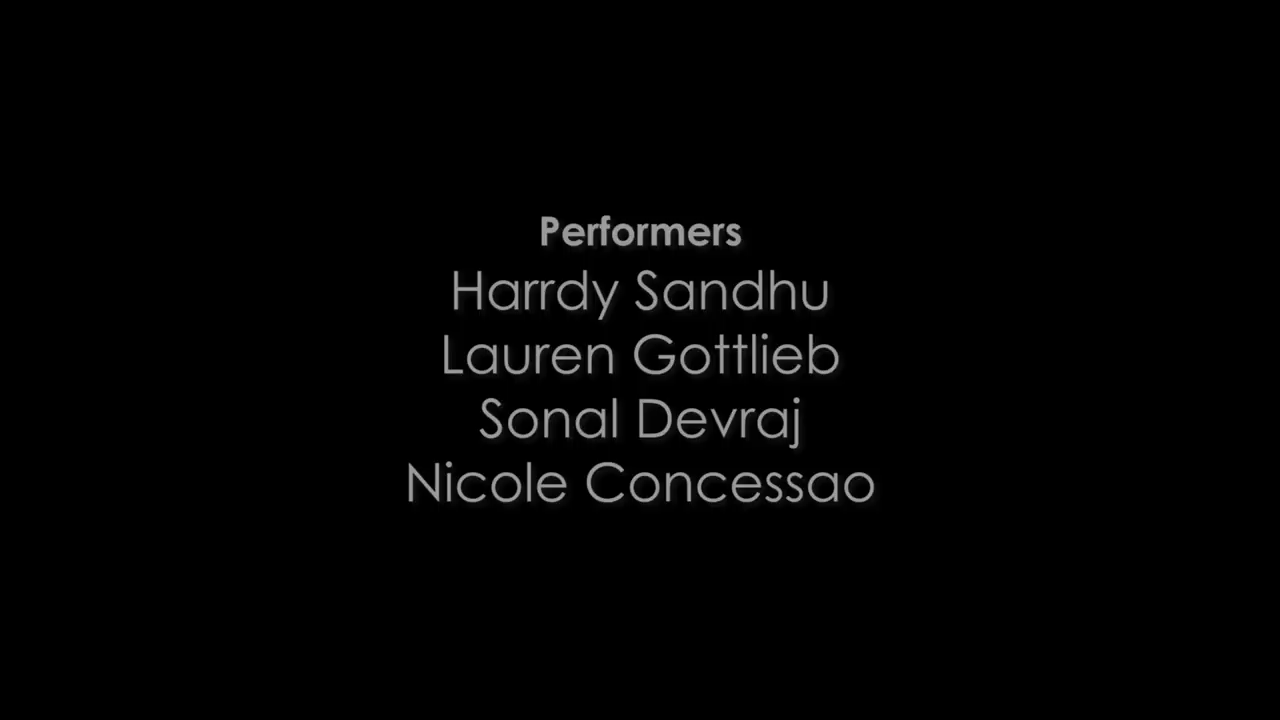 Performers
Harrdy Sandhu
Lauren Gottlieb
Sonal Devraj
Nicole Concessao